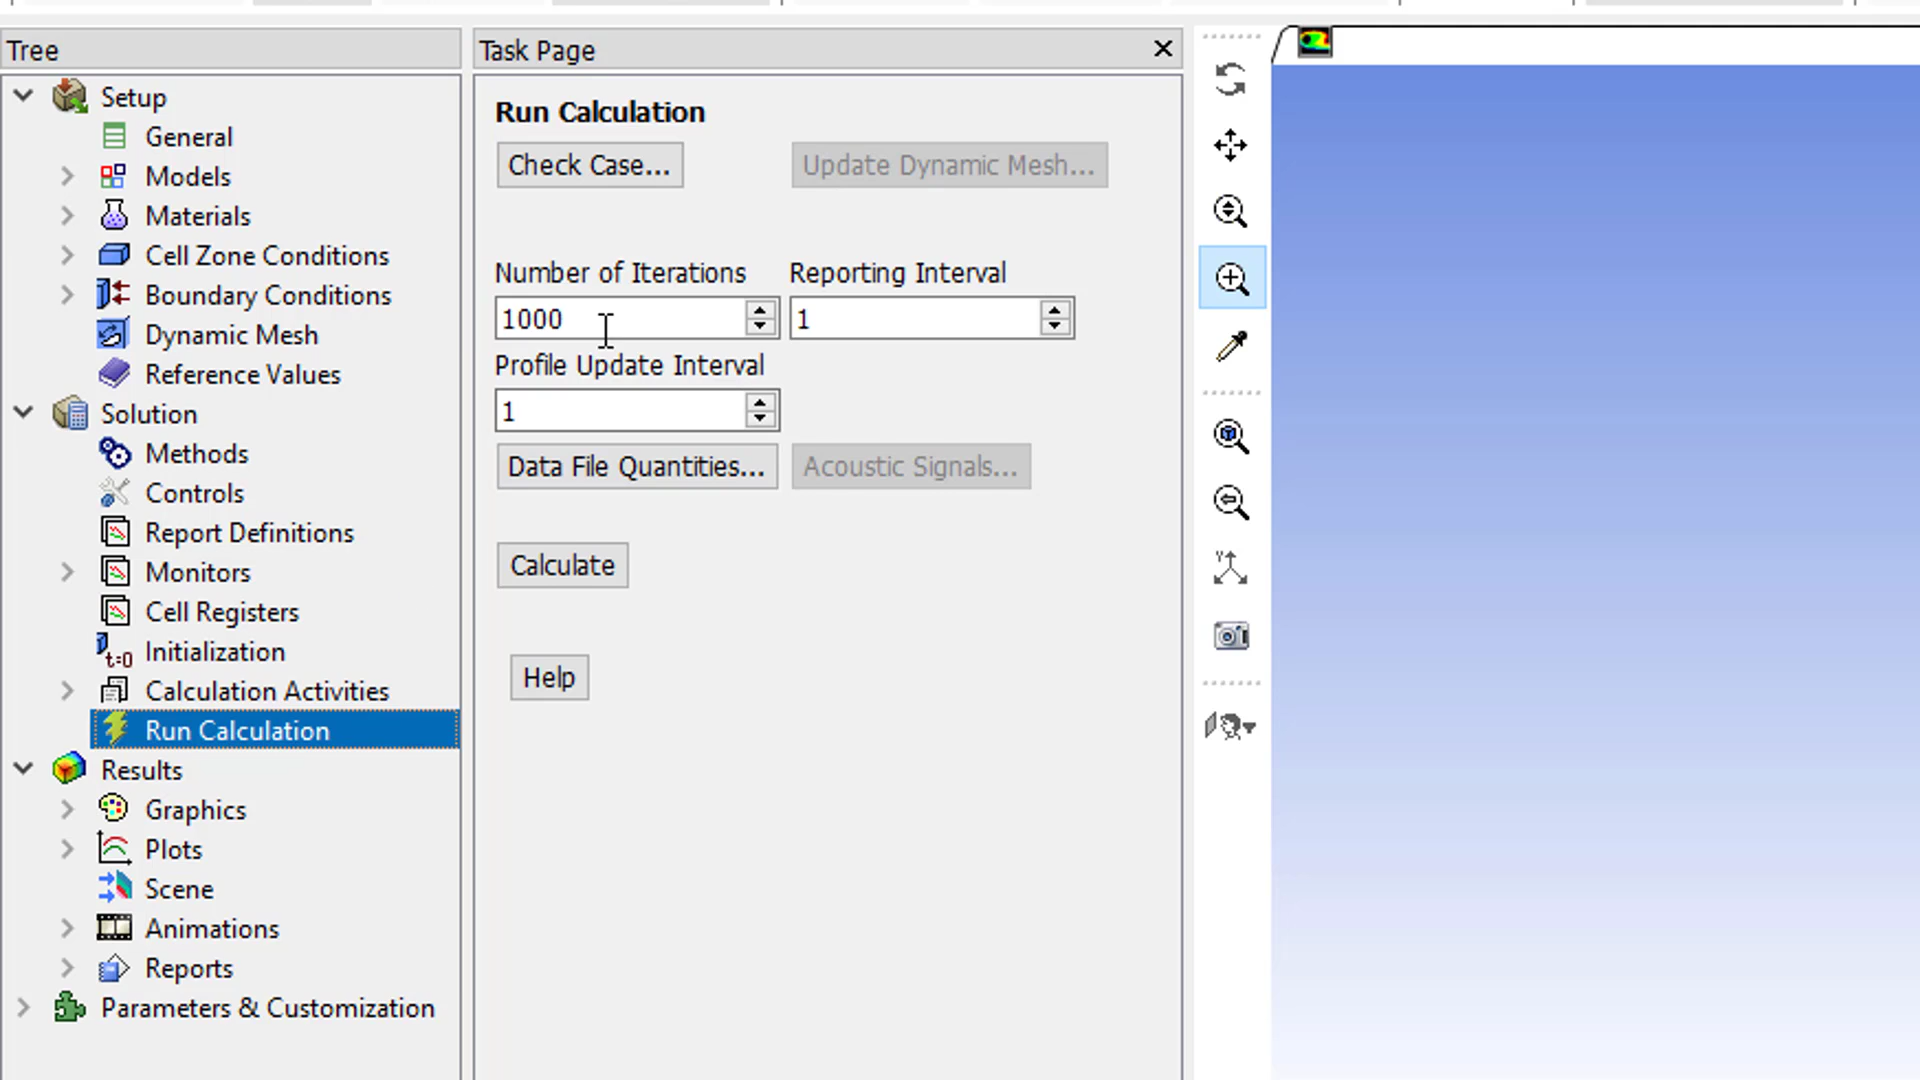 Tree
Setup
General
Models
Materials
Cell Zone Conditions
Boundary Conditions
Dynamic Mesh
Reference Values
Solution
Methods
Controls
Report Definitions
Monitors
Cell Registers
t=0 Initialization
Calculation Activities
Run Calculation
Results
Graphics
Plots
Scene
Animations
Reports
Parameters & Customization
Task Page
Run Calculation
Check Case... Update Dynamic Mesh...
Number of Iterations Reporting Interval
1000 1
Profile Update Interval
1
Data File Quantities... Acoustic Signals...
Calculate
Help